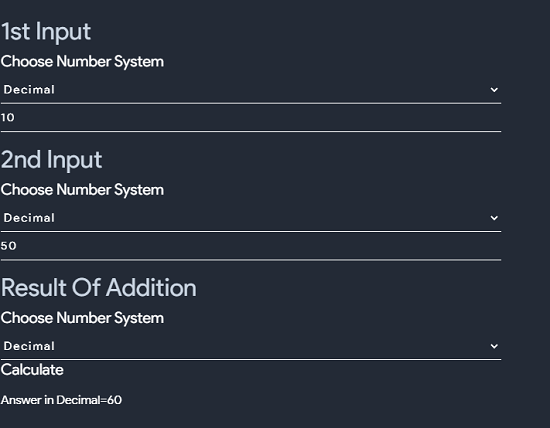 1st Input
Choose Number System
Decimal
10
2nd Input
Choose Number System
Decimal
50
Result Of Addition
Choose Number System
Decimal
Calculate
Answer in Decimal=60